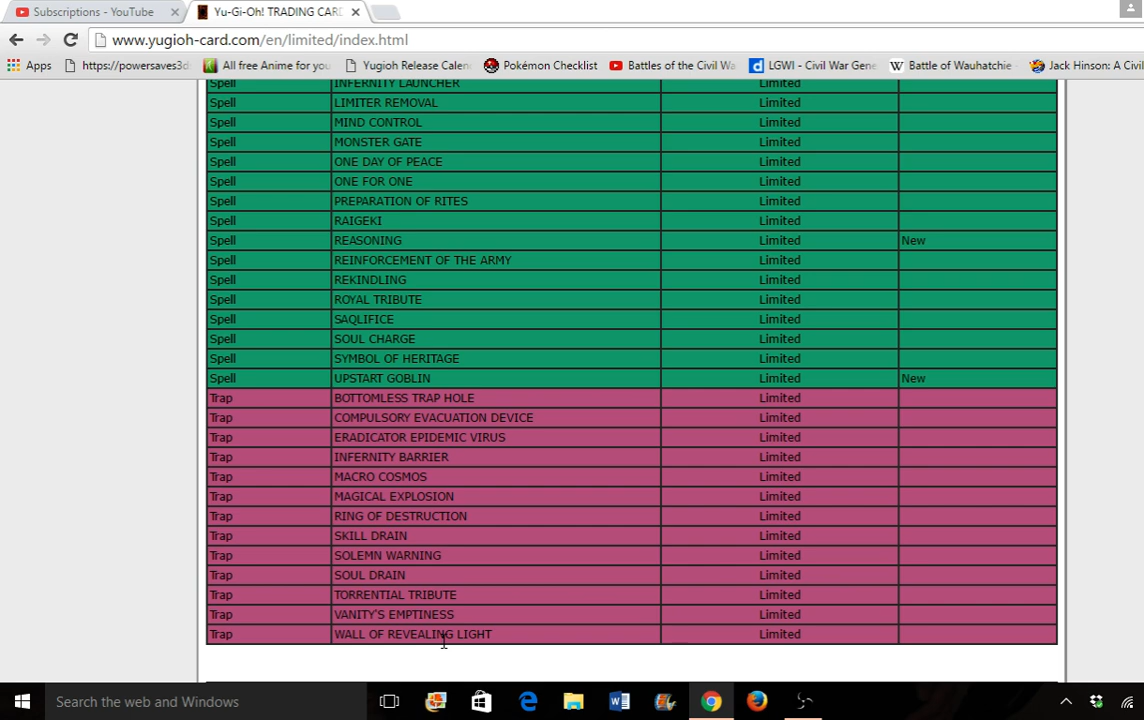 Subscriptions - YouTube × Yu-Gi-Oh! TRADING CARD ×
www.yugioh-card.com/en/limited/index.html
Apps https://powersaves3d All free Anime for you Yugioh Release Calen Pokémon Checklist Battles of the Civil Wa LGWI - Civil War Gene Battle of Wauhatchie Jack Hinson: A Civil
Spell INFERNITY LAUNCHER Limited
Spell LIMITER REMOVAL Limited
Spell MIND CONTROL Limited
Spell MONSTER GATE Limited
Spell ONE DAY OF PEACE Limited
Spell ONE FOR ONE Limited
Spell PREPARATION OF RITES Limited
Spell RAIGEKI Limited
Spell REASONING Limited New
Spell REINFORCEMENT OF THE ARMY Limited
Spell REKINDLING Limited
Spell ROYAL TRIBUTE Limited
Spell SAQLIFICE Limited
Spell SOUL CHARGE Limited
Spell SYMBOL OF HERITAGE Limited
Spell UPSTART GOBLIN Limited New
Trap BOTTOMLESS TRAP HOLE Limited
Trap COMPULSORY EVACUATION DEVICE Limited
Trap ERADICATOR EPIDEMIC VIRUS Limited
Trap INFERNITY BARRIER Limited
Trap MACRO COSMOS Limited
Trap MAGICAL EXPLOSION Limited
Trap RING OF DESTRUCTION Limited
Trap SKILL DRAIN Limited
Trap SOLEMN WARNING Limited
Trap SOUL DRAIN Limited
Trap TORRENTIAL TRIBUTE Limited
Trap VANITY'S EMPTINESS Limited
Trap WALL OF REVEALING LIGHT Limited
Search the web and Windows